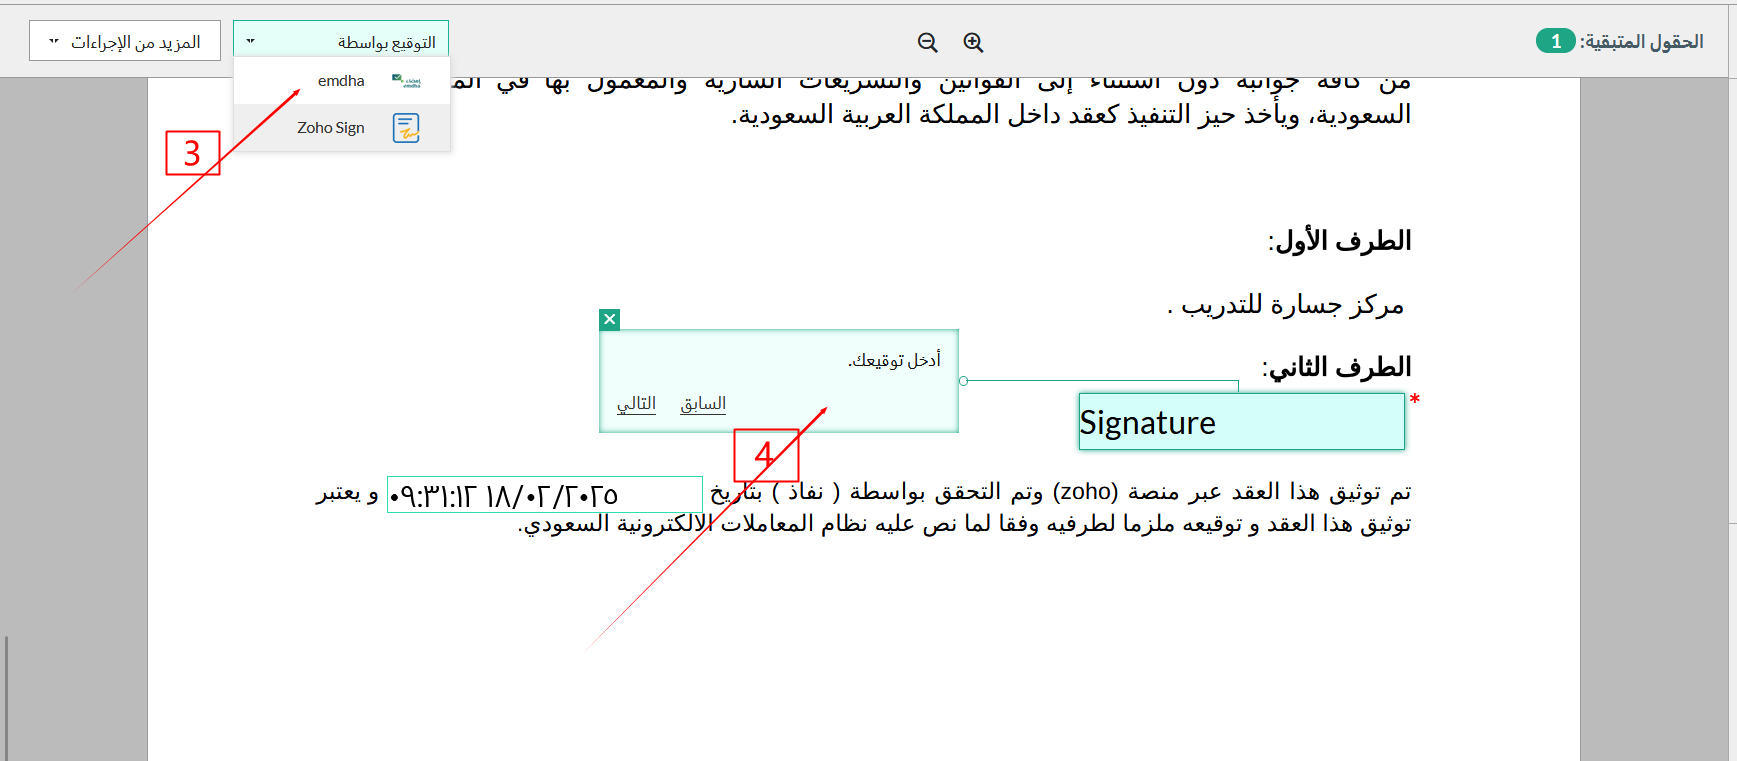 الحقول المتبقية: 1
التوقيع بواسطة
المزيد من الإجراءات
emdha
إمضاء
emdha
Zoho Sign
3
من كافة جوانبه دون استثناء إلى القوانين والتشريعات السارية والمعمول بها في
السعودية، ويأخذ حيز التنفيذ كعقد داخل المملكة العربية السعودية.
الطرف الأول:
مركز جسارة للتدريب .
الطرف الثاني:
أدخل توقيعك.
السابق التالي
Signature *
4
تم توثيق هذا العقد عبر منصة (zoho) وتم التحقق بواسطة ( نفاذ ) بتاريخ ٢٠٢٥/٠٢/١٨ ٠٩:٣١:١٢ و يعتبر
توثيق هذا العقد و توقيعه ملزما لطرفيه وفقا لما نص عليه نظام المعاملات الالكترونية السعودي.